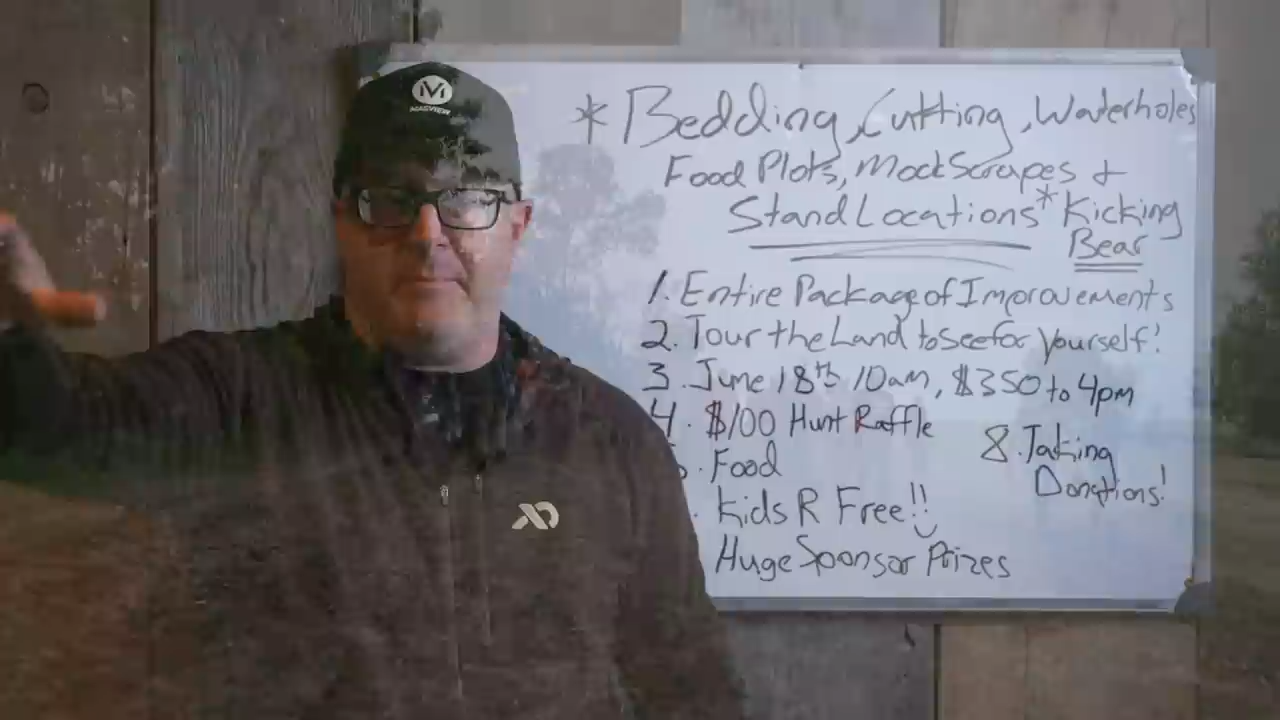 * Bedding, Cutting, Waterholes
Food Plots, Mock Scrapes +
Stand Locations * Kicking
Bear
1. Entire Package of Improvements
2. Tour the Land to see for yourself!
3. June 18th 10am, $350 to 4pm
4. $100 Hunt Raffle
8. Taking
Donations!
. Food
. Kids R Free!!
Huge Sponsor Prizes